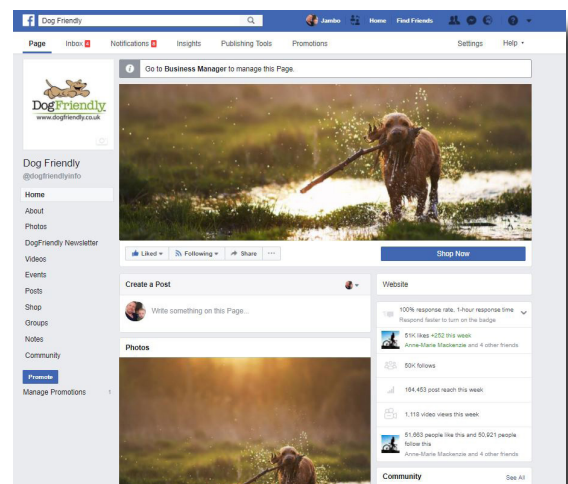 Dog Friendly
Jambo
Home
Find Friends
Page
Inbox
Notifications
Insights
Publishing Tools
Promotions
Settings
Help
Go to Business Manager to manage this Page.
DogFriendly
www.dogfriendly.co.uk
Dog Friendly
@dogfriendlyinfo
Home
About
Photos
DogFriendly Newsletter
Videos
Events
Posts
Shop
Groups
Notes
Community
Promote
Manage Promotions
Liked
Following
Share
Shop Now
Create a Post
Write something on this Page...
Photos
Website
100% response rate, 1-hour response time
Respond faster to turn on the badge
51K likes +252 this week
Anne-Marie Mackenzie and 4 other friends
50K follows
164,453 post reach this week
1,118 video views this week
51,663 people like this and 50,921 people
follow this
Anne-Marie Mackenzie and 4 other friends
Community
See All